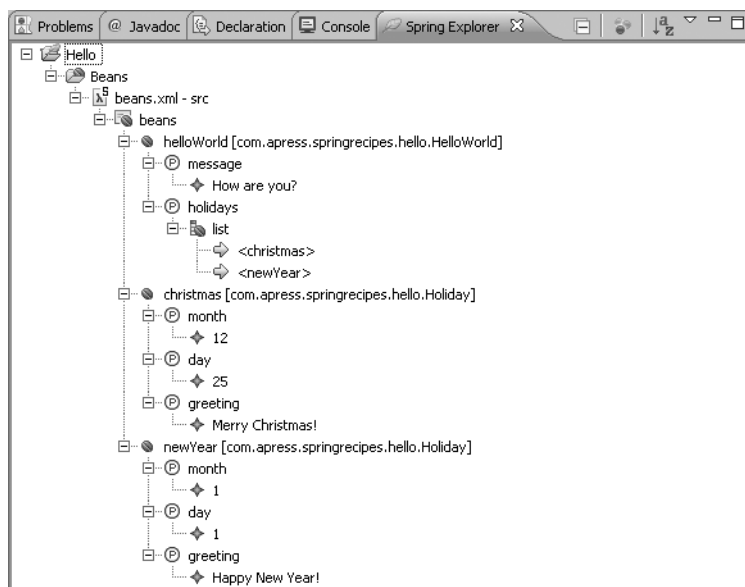 Problems @ Javadoc Declaration Console Spring Explorer
Hello
Beans
beans.xml - src
beans
helloWorld [com.apress.springrecipes.hello.HelloWorld]
P message
How are you?
P holidays
list
<christmas>
<newYear>
christmas [com.apress.springrecipes.hello.Holiday]
P month
12
P day
25
P greeting
Merry Christmas!
newYear [com.apress.springrecipes.hello.Holiday]
P month
1
P day
1
P greeting
Happy New Year!